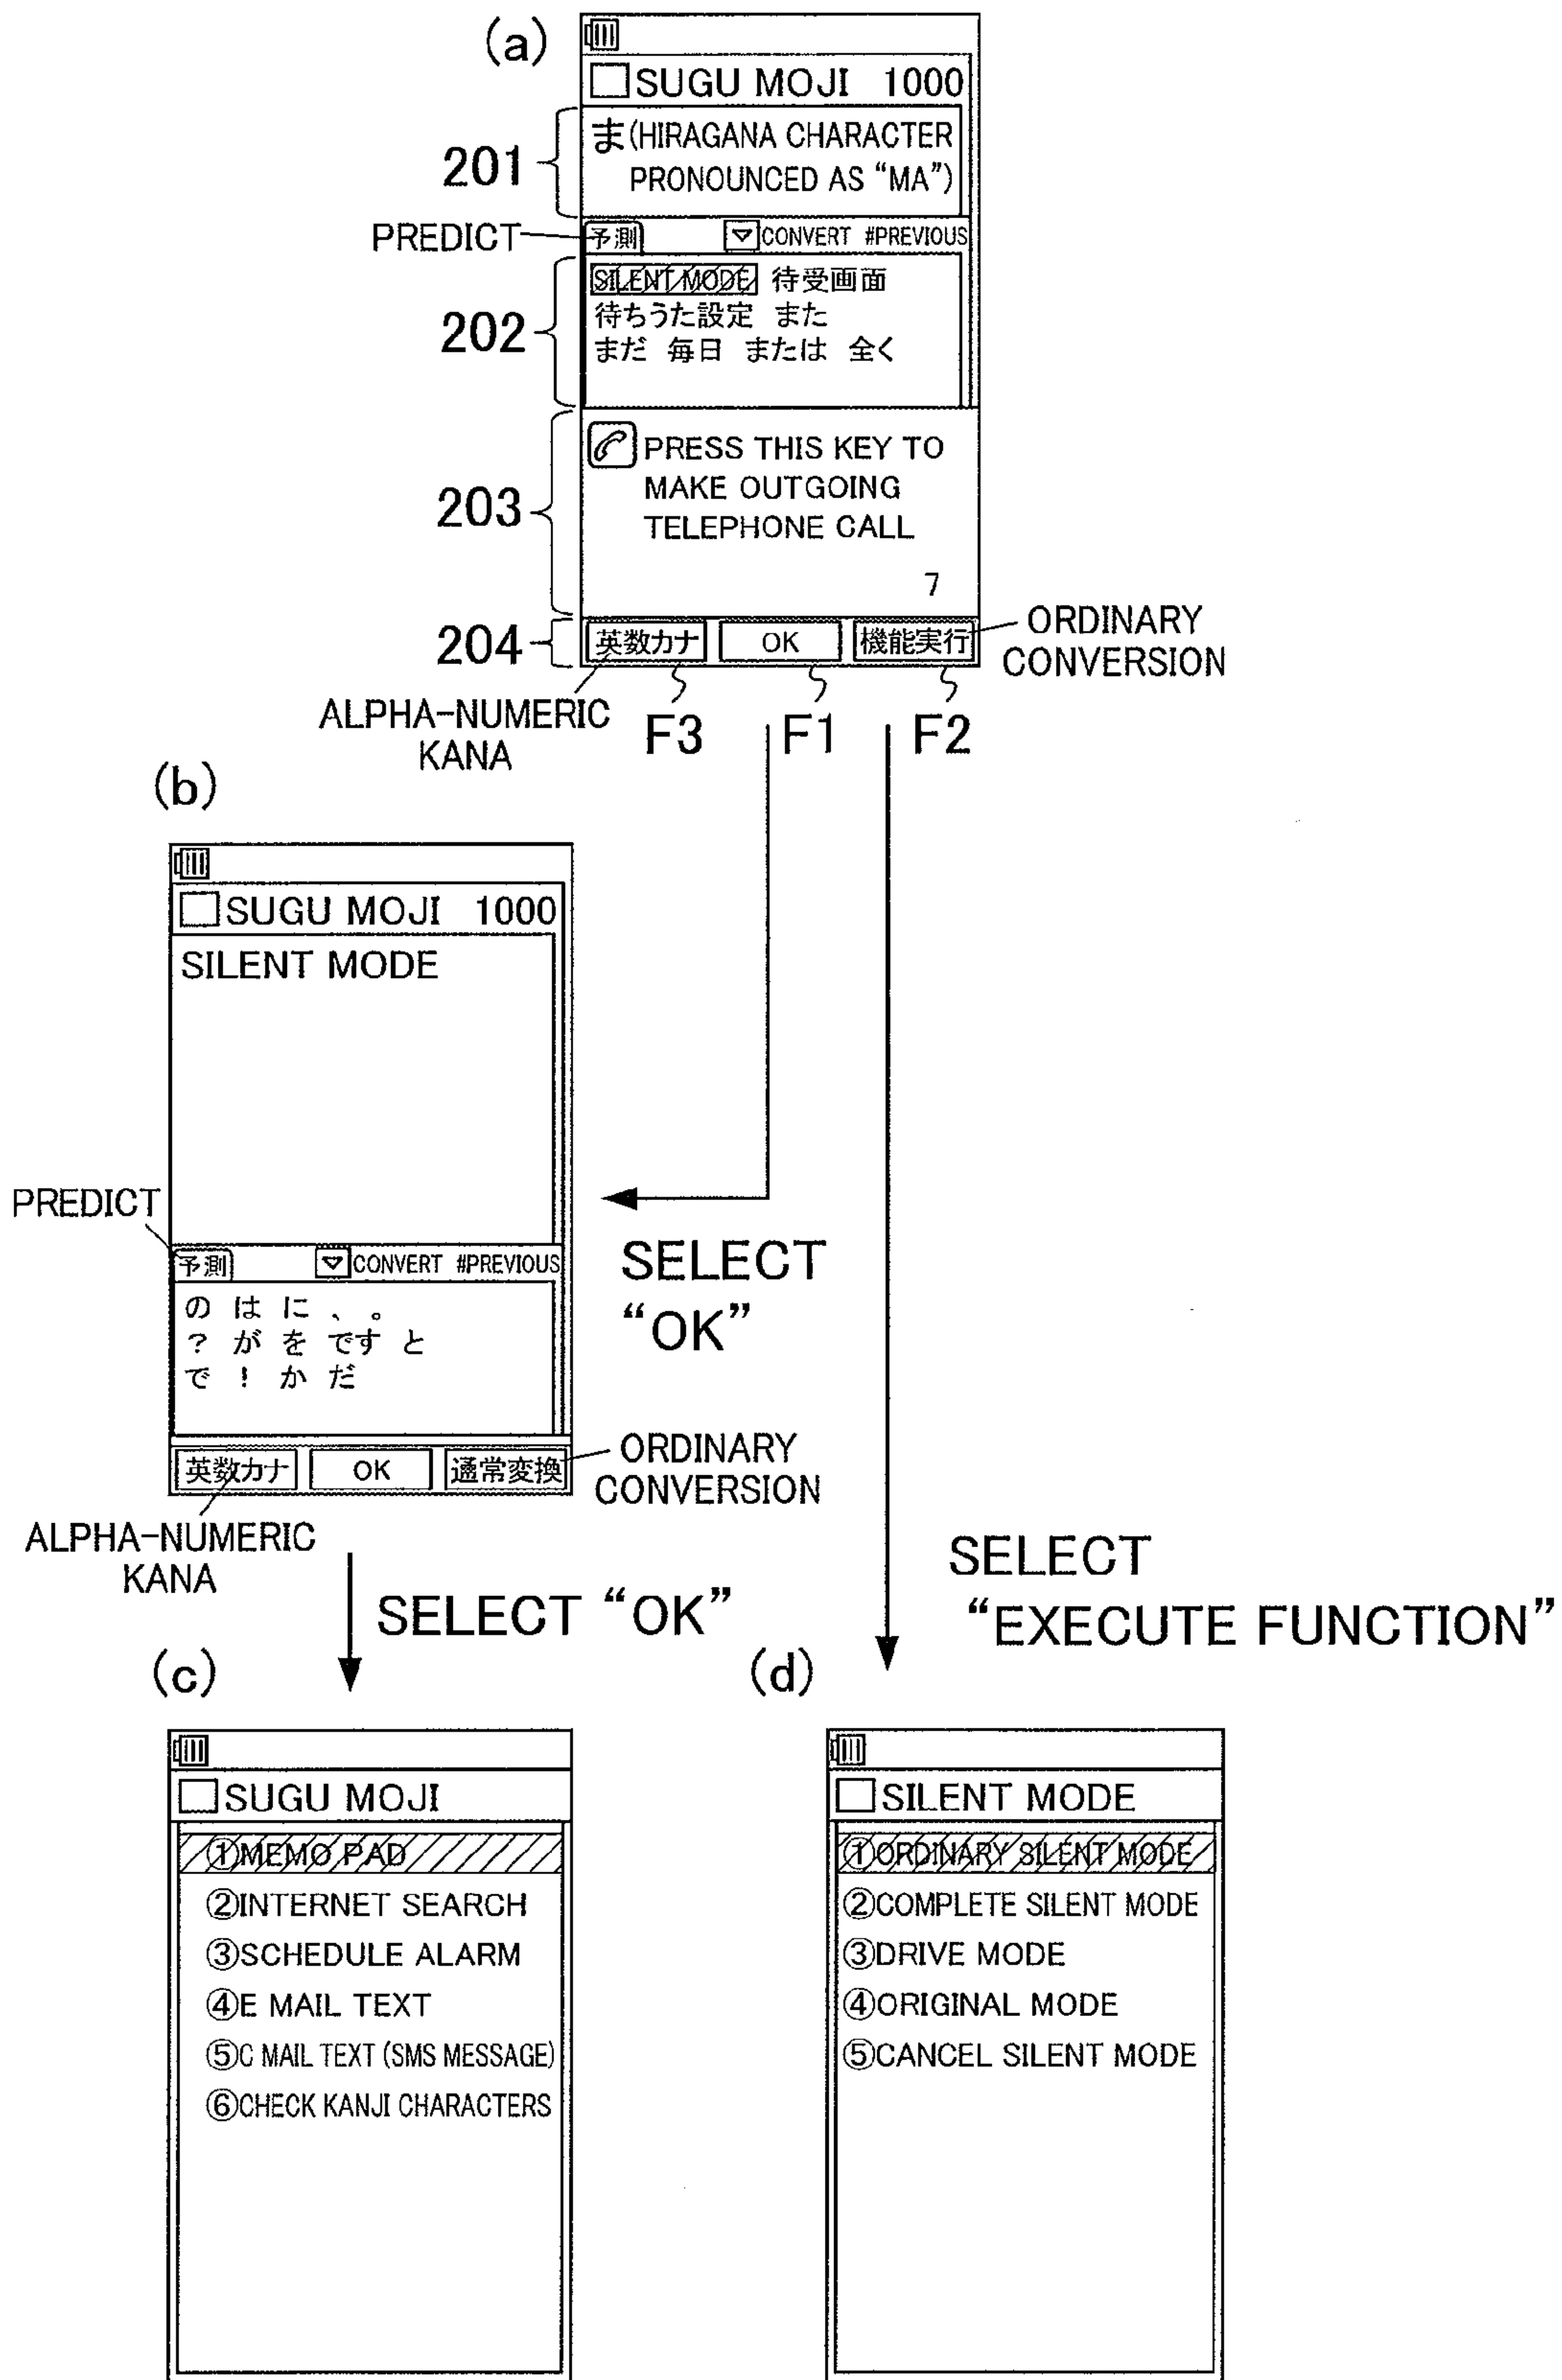 (a)
SUGU MOJI 1000
201
ま(HIRAGANA CHARACTER
PRONOUNCED AS “MA”)
PREDICT
予測 CONVERT #PREVIOUS
202
SILENT MODE 待受画面
待ちうた設定 また
まだ 毎日 または 全く
203
PRESS THIS KEY TO
MAKE OUTGOING
TELEPHONE CALL
7
204
英数カナ OK 機能実行
ORDINARY
CONVERSION
ALPHA-NUMERIC
KANA
F3 F1 F2
(b)
SUGU MOJI 1000
SILENT MODE
PREDICT
予測 CONVERT #PREVIOUS
の は に 、 。
? が を です と
で ! か だ
英数カナ OK 通常変換
ORDINARY
CONVERSION
ALPHA-NUMERIC
KANA
SELECT
“OK”
SELECT “OK”
SELECT
“EXECUTE FUNCTION”
(c)
SUGU MOJI
①MEMO PAD
②INTERNET SEARCH
③SCHEDULE ALARM
④E MAIL TEXT
⑤C MAIL TEXT (SMS MESSAGE)
⑥CHECK KANJI CHARACTERS
(d)
SILENT MODE
①ORDINARY SILENT MODE
②COMPLETE SILENT MODE
③DRIVE MODE
④ORIGINAL MODE
⑤CANCEL SILENT MODE